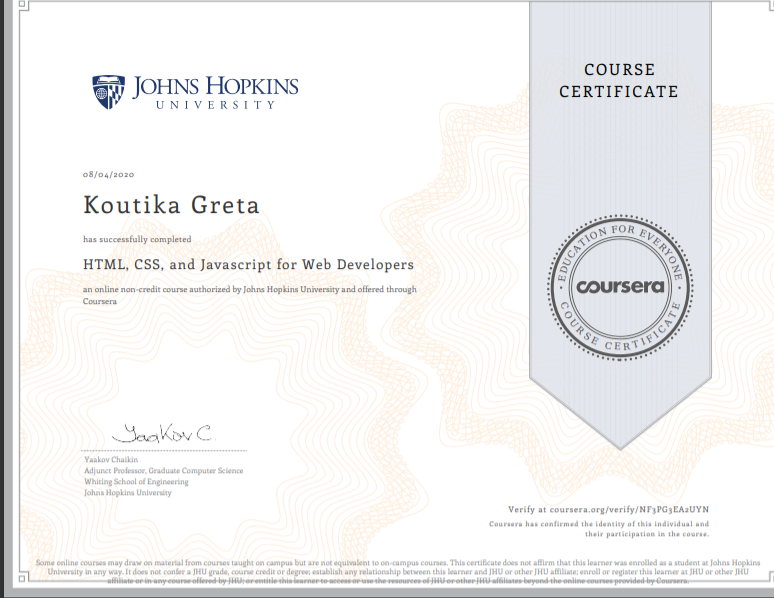 JOHNS HOPKINS
UNIVERSITY
COURSE
CERTIFICATE
08/04/2020
Koutika Greta
has successfully completed
HTML, CSS, and Javascript for Web Developers
an online non-credit course authorized by Johns Hopkins University and offered through
Coursera
EDUCATION FOR EVERYONE
coursera
COURSE CERTIFICATE
Yaakov C.
Yaakov Chaikin
Adjunct Professor, Graduate Computer Science
Whiting School of Engineering
Johns Hopkins University
Verify at coursera.org/verify/NF3PG3EA2UYN
Coursera has confirmed the identity of this individual and
their participation in the course.
Some online courses may draw on material from courses taught on campus but are not equivalent to on-campus courses. This certificate does not affirm that this learner was enrolled as a student at Johns Hopkins
University in any way. It does not confer a JHU grade, course credit or degree; establish any relationship between this learner and JHU or other JHU affiliate; enroll or register this learner at JHU or other JHU
affiliate or in any course offered by JHU; or entitle this learner to access or use the resources of JHU or other JHU affiliates beyond the online courses provided by Coursera.